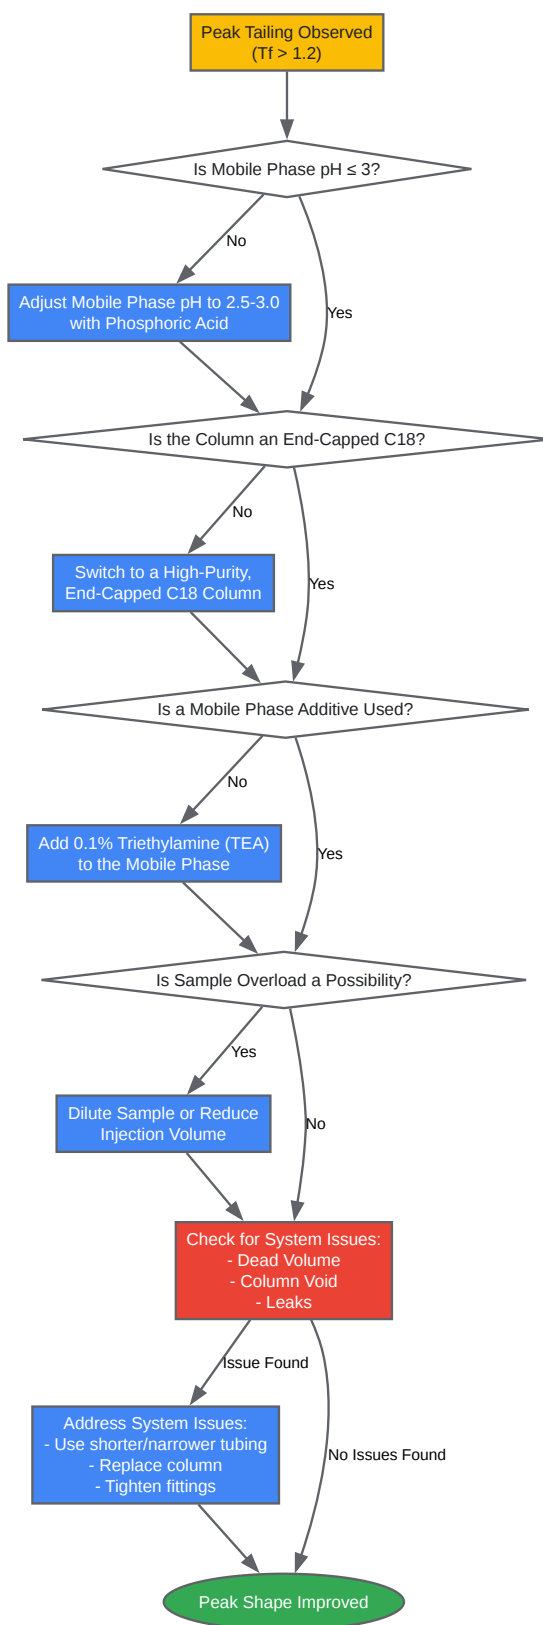 Peak Tailing Observed
(Tf > 1.2)
Is Mobile Phase pH ≤ 3?
No
Adjust Mobile Phase pH to 2.5-3.0
with Phosphoric Acid
Yes
Is the Column an End-Capped C18?
No
Switch to a High-Purity,
End-Capped C18 Column
Yes
Is a Mobile Phase Additive Used?
No
Add 0.1% Triethylamine (TEA)
to the Mobile Phase
Yes
Is Sample Overload a Possibility?
Yes
Dilute Sample or Reduce
Injection Volume
No
Check for System Issues:
- Dead Volume
- Column Void
- Leaks
Issue Found
Address System Issues:
- Use shorter/narrower tubing
- Replace column
- Tighten fittings
No Issues Found
Peak Shape Improved